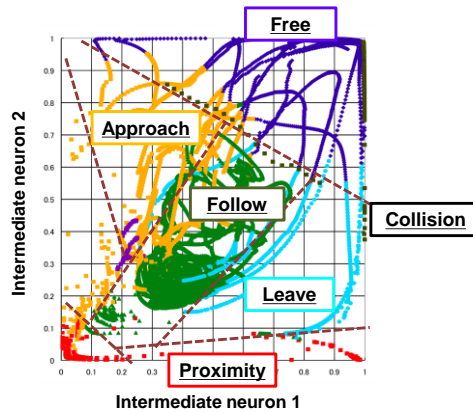 Free
1
0.9
0.8
0.7
0.6
0.5
0.4
0.3
0.2
0.1
0
Intermediate neuron 2
Approach
Follow
Collision
Leave
Proximity
0 0.1 0.2 0.3 0.4 0.5 0.6 0.7 0.8 0.9 1
Intermediate neuron 1